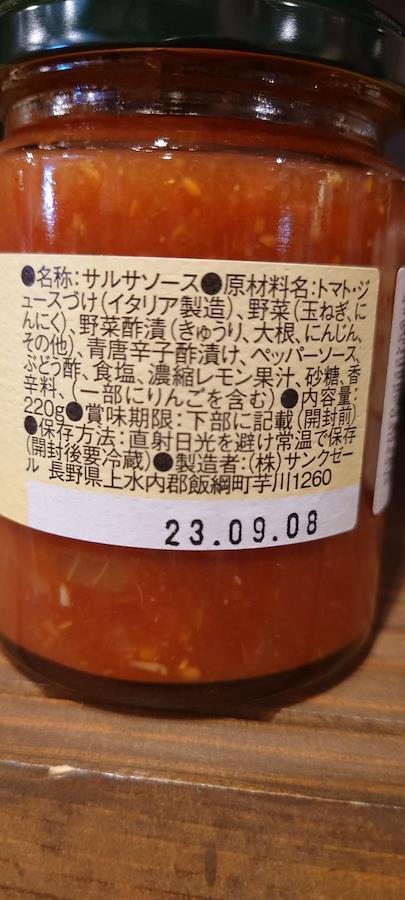 ●名称:サルサソース●原材料名:トマト・ジ
ュースづけ(イタリア製造)、野菜(玉ねぎ、に
んにく)、野菜酢漬(きゅうり、大根、にんじん、
その他)、青唐辛子酢漬け、ペッパーソース、
ぶどう酢、食塩、濃縮レモン果汁、砂糖、香
辛料、(一部にりんごを含む)●内容量:
220g●賞味期限:下部に記載(開封前)
●保存方法:直射日光を避け常温で保存
(開封後要冷蔵)●製造者:(株)サンクゼー
ル 長野県上水内郡飯綱町芋川1260
23.09.08